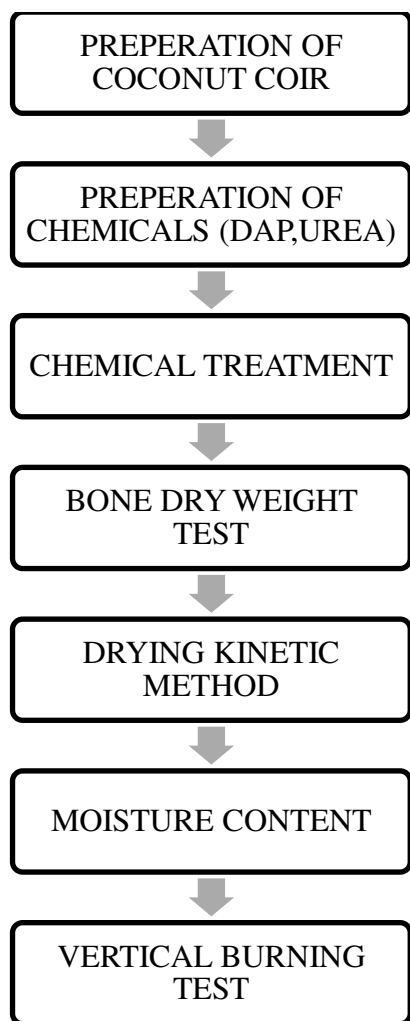 PREPERATION OF
COCONUT COIR
PREPERATION OF
CHEMICALS (DAP,UREA)
CHEMICAL TREATMENT
BONE DRY WEIGHT
TEST
DRYING KINETIC
METHOD
MOISTURE CONTENT
VERTICAL BURNING
TEST